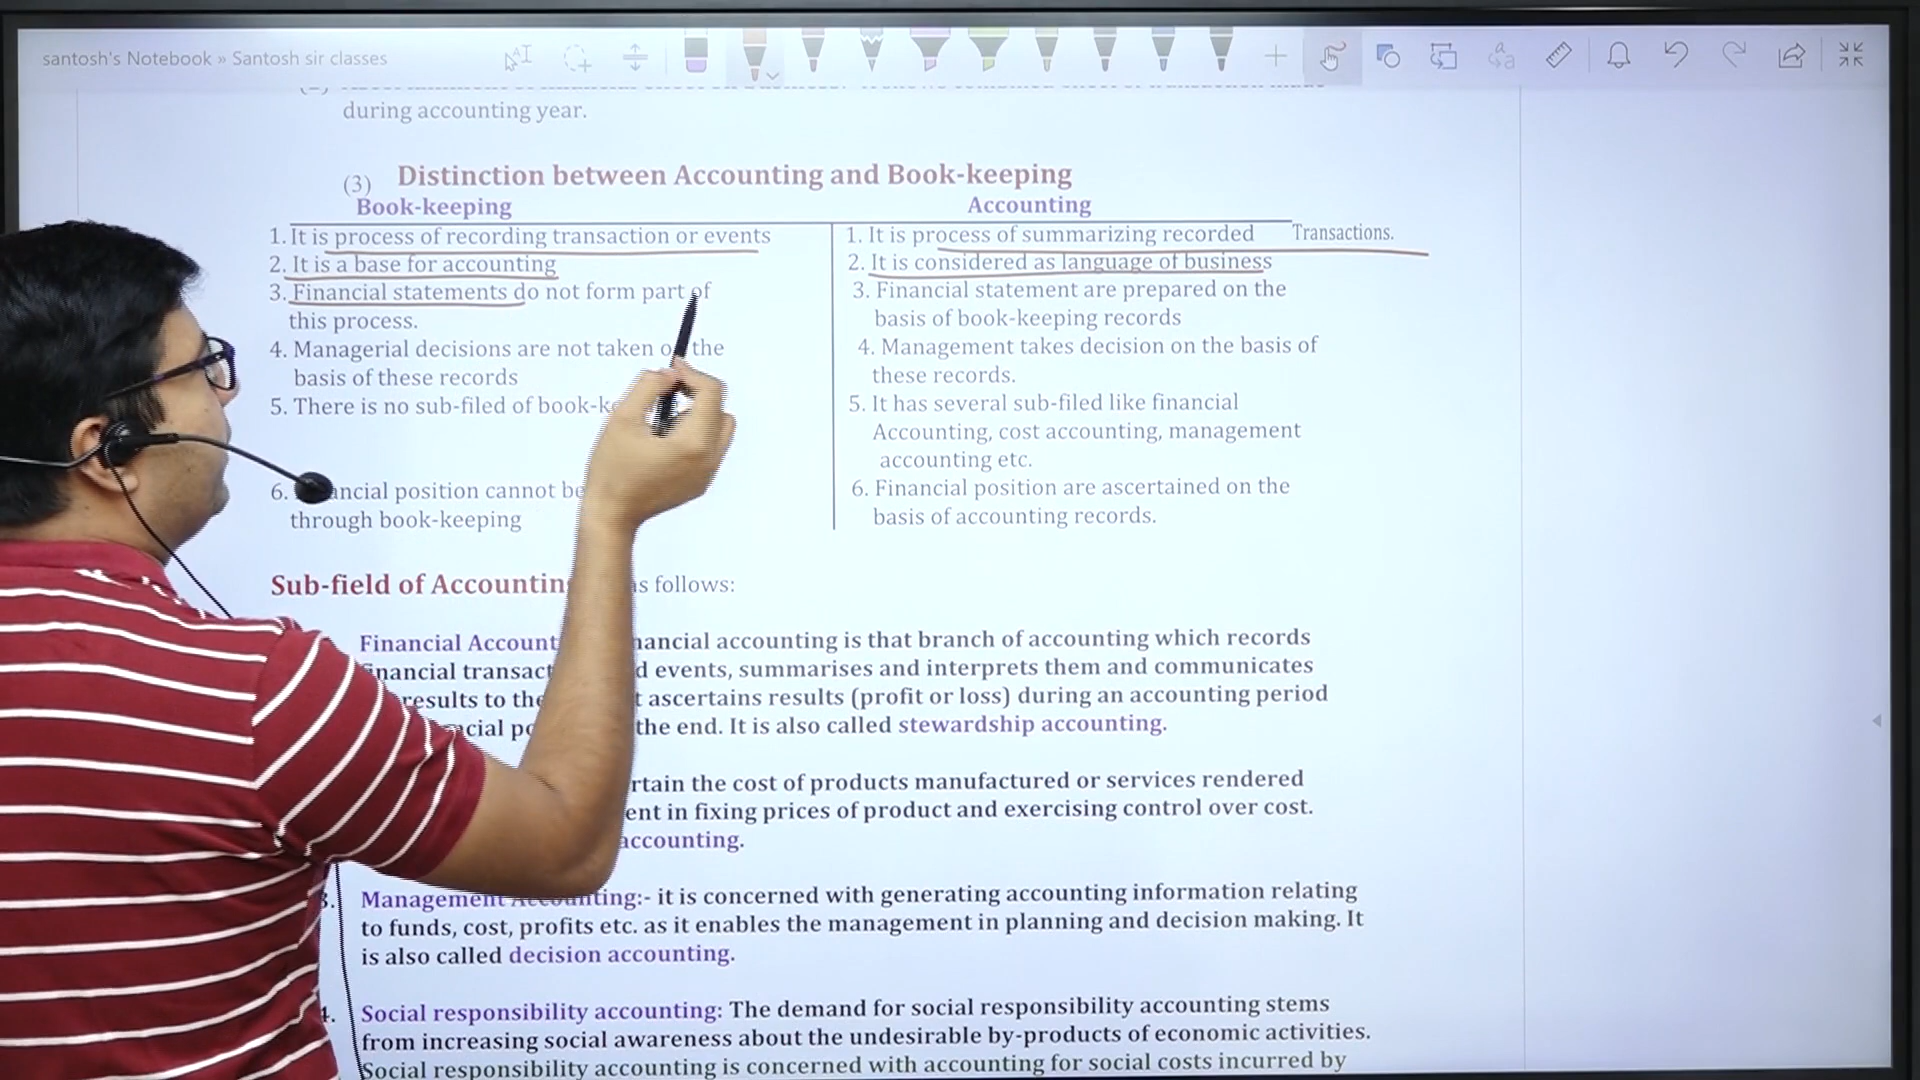 santosh's Notebook » Santosh sir classes
during accounting year.
(3) Distinction between Accounting and Book-keeping
Book-keeping
Accounting
1. It is process of recording transaction or events
2. It is a base for accounting
3. Financial statements do not form part of
this process.
4. Managerial decisions are not taken the
basis of these records
5. There is no sub-filed of
6. position cannot
through book-keeping
1. It is process of summarizing recorded Transactions.
2. It is considered as language of business
3. Financial statement are prepared on the
basis of book-keeping records
4. Management takes decision on the basis of
these records.
5. It has several sub-filed like financial
Accounting, cost accounting, management
accounting etc.
6. Financial position are ascertained on the
basis of accounting records.
Sub-field of follows:
Financial accounting is that branch of accounting which records
events, summarises and interprets them and communicates
results to ascertains results (profit or loss) during an accounting period
the end. It is also called stewardship accounting.
the cost of products manufactured or services rendered
in fixing prices of product and exercising control over cost.
accounting.
3. Management Accounting:- it is concerned with generating accounting information relating
to funds, cost, profits etc. as it enables the management in planning and decision making. It
is also called decision accounting.
4. Social responsibility accounting: The demand for social responsibility accounting stems
from increasing social awareness about the undesirable by-products of economic activities.
Social responsibility accounting is concerned with accounting for social costs incurred by